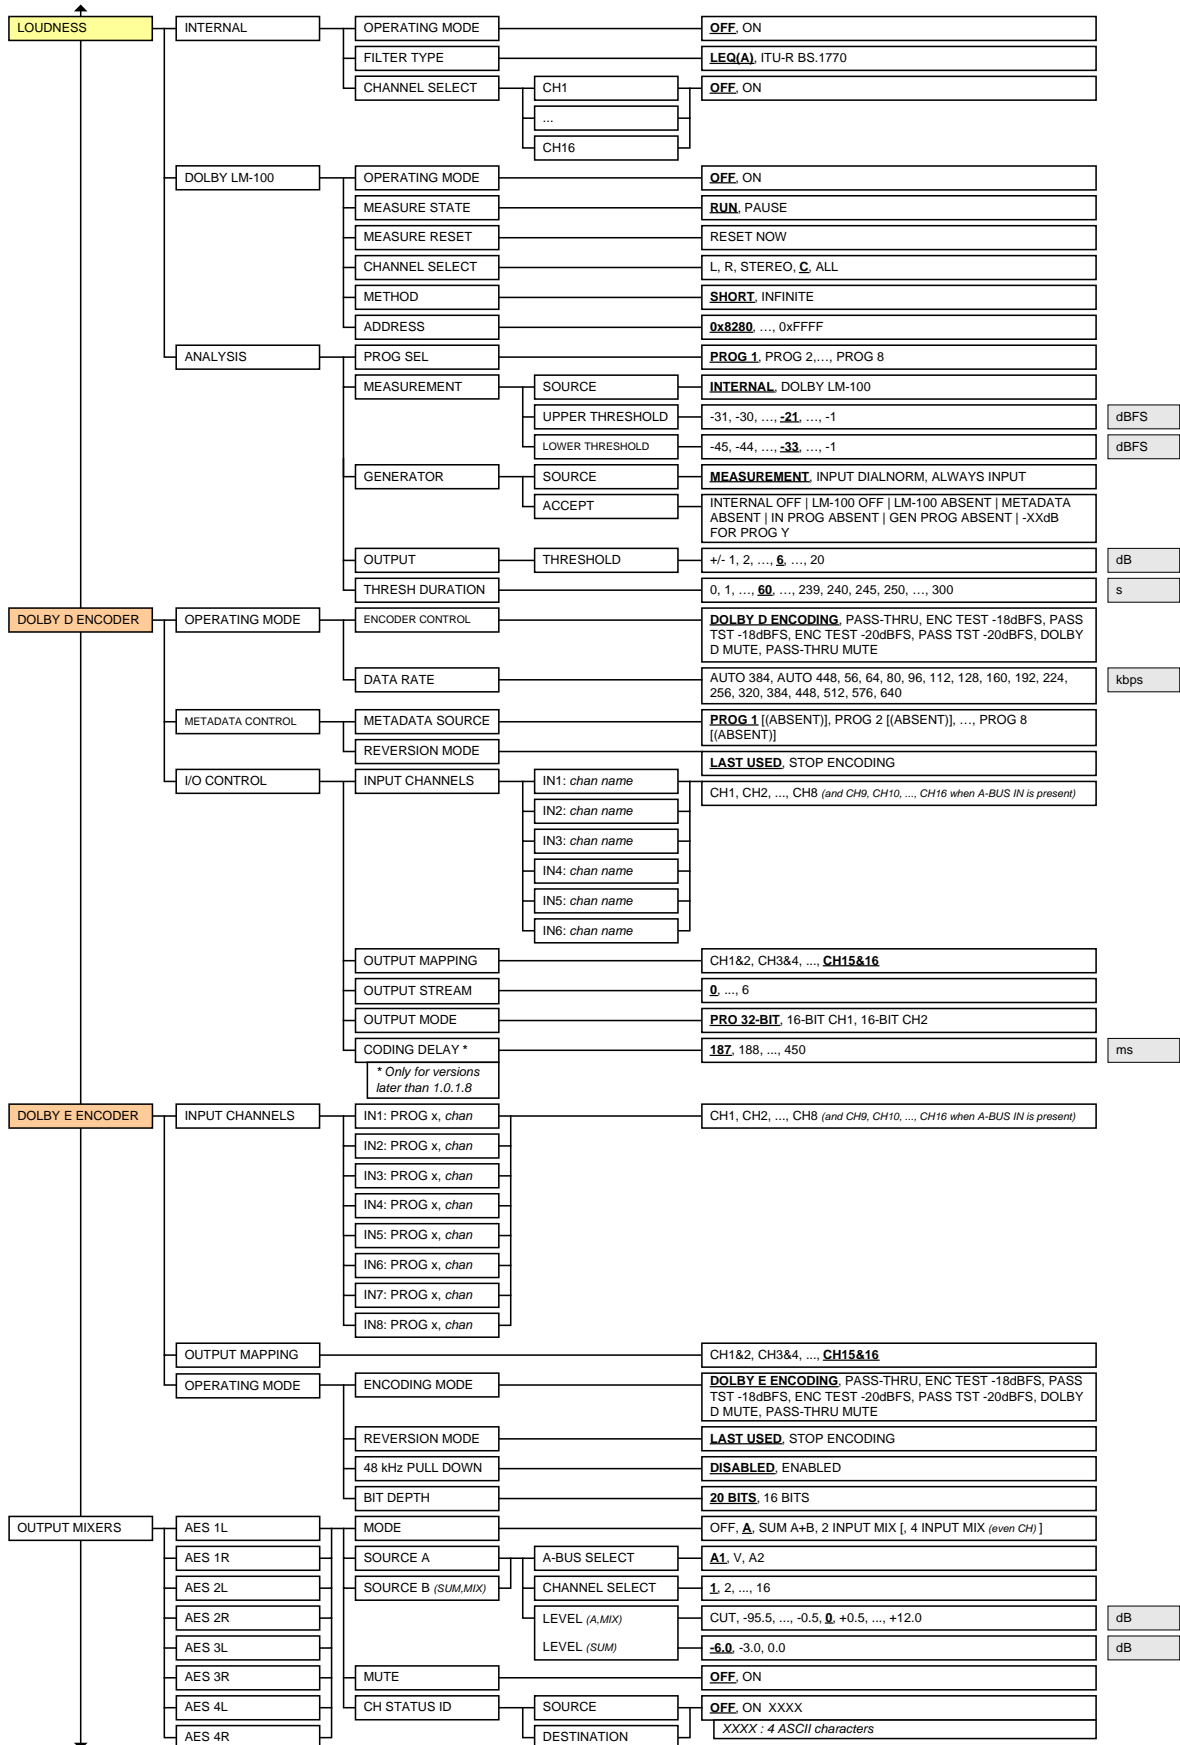 LOUDNESS
INTERNAL
OPERATING MODE
OFF, ON
FILTER TYPE
LEQ(A), ITU-R BS.1770
CHANNEL SELECT
CH1
OFF, ON
...
CH16
DOLBY LM-100
OPERATING MODE
OFF, ON
MEASURE STATE
RUN, PAUSE
MEASURE RESET
RESET NOW
CHANNEL SELECT
L, R, STEREO, C, ALL
METHOD
SHORT, INFINITE
ADDRESS
0x8280, …, 0xFFFF
ANALYSIS
PROG SEL
PROG 1, PROG 2,…, PROG 8
MEASUREMENT
SOURCE
INTERNAL, DOLBY LM-100
UPPER THRESHOLD
-31, -30, …, -21, …, -1
dBFS
LOWER THRESHOLD
-45, -44, …, -33, …, -1
dBFS
GENERATOR
SOURCE
MEASUREMENT, INPUT DIALNORM, ALWAYS INPUT
ACCEPT
INTERNAL OFF | LM-100 OFF | LM-100 ABSENT | METADATA
ABSENT | IN PROG ABSENT | GEN PROG ABSENT | -XXdB
FOR PROG Y
OUTPUT
THRESHOLD
+/- 1, 2, …, 6, …, 20
dB
THRESH DURATION
0, 1, …, 60, …, 239, 240, 245, 250, …, 300
s
DOLBY D ENCODER
OPERATING MODE
ENCODER CONTROL
DOLBY D ENCODING, PASS-THRU, ENC TEST -18dBFS, PASS
TST -18dBFS, ENC TEST -20dBFS, PASS TST -20dBFS, DOLBY
D MUTE, PASS-THRU MUTE
DATA RATE
AUTO 384, AUTO 448, 56, 64, 80, 96, 112, 128, 160, 192, 224,
256, 320, 384, 448, 512, 576, 640
kbps
METADATA CONTROL
METADATA SOURCE
PROG 1 [(ABSENT)], PROG 2 [(ABSENT)], …, PROG 8
[(ABSENT)]
REVERSION MODE
LAST USED, STOP ENCODING
I/O CONTROL
INPUT CHANNELS
IN1: chan name
CH1, CH2, ..., CH8 (and CH9, CH10, ..., CH16 when A-BUS IN is present)
IN2: chan name
IN3: chan name
IN4: chan name
IN5: chan name
IN6: chan name
OUTPUT MAPPING
CH1&2, CH3&4, ..., CH15&16
OUTPUT STREAM
0, ..., 6
OUTPUT MODE
PRO 32-BIT, 16-BIT CH1, 16-BIT CH2
CODING DELAY *
187, 188, ..., 450
ms
* Only for versions
later than 1.0.1.8
DOLBY E ENCODER
INPUT CHANNELS
IN1: PROG x, chan
CH1, CH2, ..., CH8 (and CH9, CH10, ..., CH16 when A-BUS IN is present)
IN2: PROG x, chan
IN3: PROG x, chan
IN4: PROG x, chan
IN5: PROG x, chan
IN6: PROG x, chan
IN7: PROG x, chan
IN8: PROG x, chan
OUTPUT MAPPING
CH1&2, CH3&4, ..., CH15&16
OPERATING MODE
ENCODING MODE
DOLBY E ENCODING, PASS-THRU, ENC TEST -18dBFS, PASS
TST -18dBFS, ENC TEST -20dBFS, PASS TST -20dBFS, DOLBY
D MUTE, PASS-THRU MUTE
REVERSION MODE
LAST USED, STOP ENCODING
48 kHz PULL DOWN
DISABLED, ENABLED
BIT DEPTH
20 BITS, 16 BITS
OUTPUT MIXERS
AES 1L
MODE
OFF, A, SUM A+B, 2 INPUT MIX [, 4 INPUT MIX (even CH) ]
AES 1R
SOURCE A
A-BUS SELECT
A1, V, A2
AES 2L
SOURCE B (SUM,MIX)
CHANNEL SELECT
1, 2, ..., 16
AES 2R
LEVEL (A,MIX)
CUT, -95.5, ..., -0.5, 0, +0.5, ..., +12.0
dB
AES 3L
LEVEL (SUM)
-6.0, -3.0, 0.0
dB
AES 3R
MUTE
OFF, ON
AES 4L
CH STATUS ID
SOURCE
OFF, ON XXXX
AES 4R
DESTINATION
XXXX : 4 ASCII characters